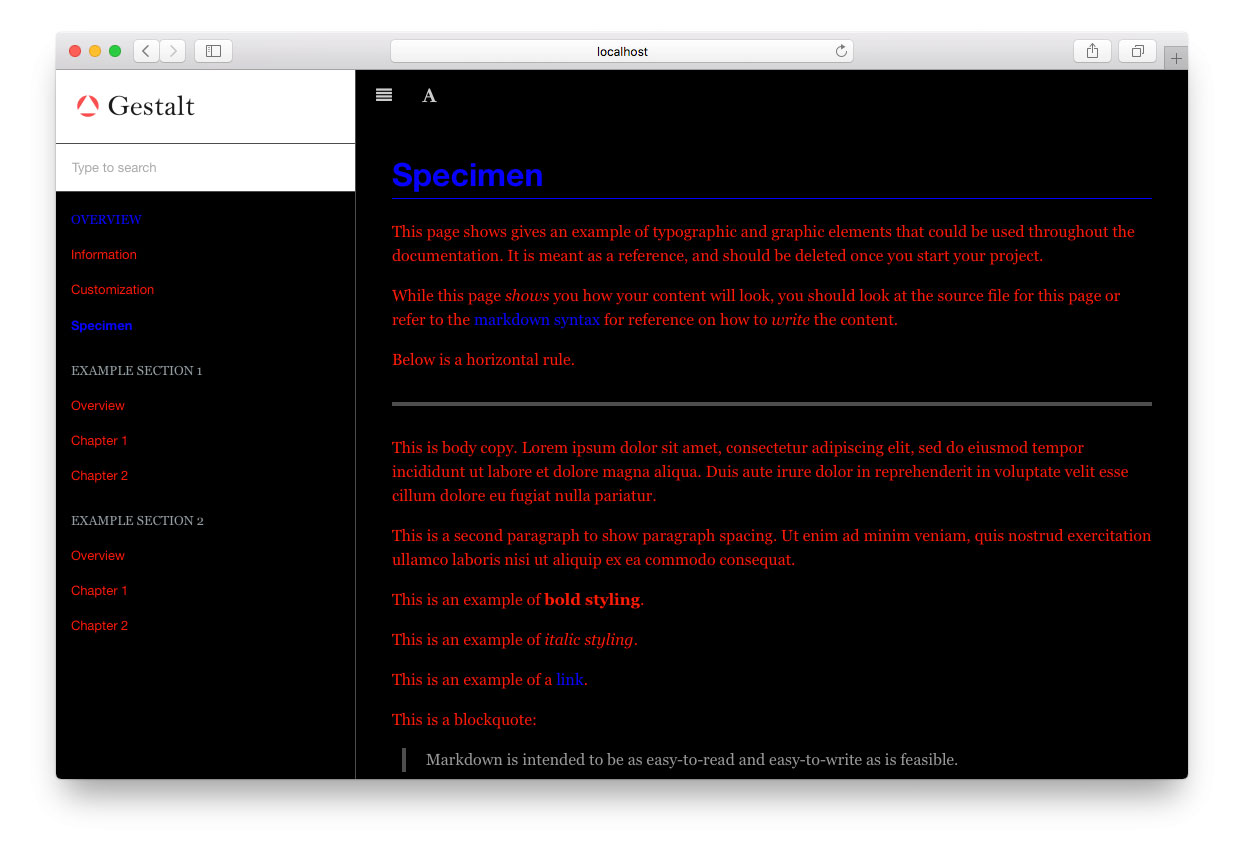 localhost
Gestalt
A
Type to search
OVERVIEW
Information
Customization
Specimen
EXAMPLE SECTION 1
Overview
Chapter 1
Chapter 2
EXAMPLE SECTION 2
Overview
Chapter 1
Chapter 2
Specimen
This page shows gives an example of typographic and graphic elements that could be used throughout the
documentation. It is meant as a reference, and should be deleted once you start your project.
While this page shows you how your content will look, you should look at the source file for this page or
refer to the markdown syntax for reference on how to write the content.
Below is a horizontal rule.
This is body copy. Lorem ipsum dolor sit amet, consectetur adipiscing elit, sed do eiusmod tempor
incididunt ut labore et dolore magna aliqua. Duis aute irure dolor in reprehenderit in voluptate velit esse
cillum dolore eu fugiat nulla pariatur.
This is a second paragraph to show paragraph spacing. Ut enim ad minim veniam, quis nostrud exercitation
ullamco laboris nisi ut aliquip ex ea commodo consequat.
This is an example of bold styling.
This is an example of italic styling.
This is an example of a link.
This is a blockquote:
Markdown is intended to be as easy-to-read and easy-to-write as is feasible.